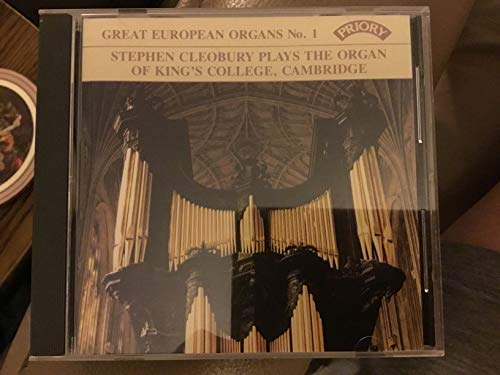 GREAT EUROPEAN ORGANS No. 1
PRIORY
STEPHEN CLEOBURY PLAYS THE ORGAN
OF KING'S COLLEGE, CAMBRIDGE